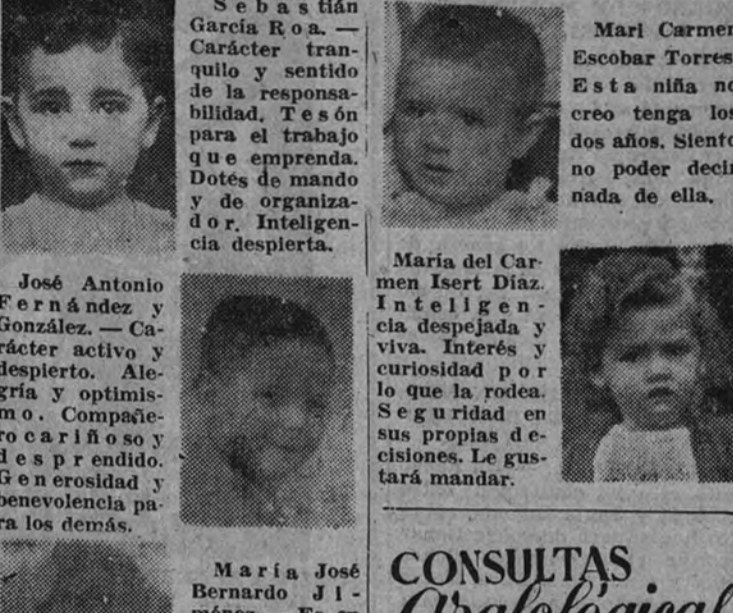 Sebastián
García Roa. —
Carácter tran-
quilo y sentido
de la responsa-
bilidad. Tesón
para el trabajo
que emprenda.
Dotes de mando
y de organiza-
dor. Inteligen-
cia despierta.
José Antonio
Fernández y
González. — Ca-
rácter activo y
despierto. Ale-
gría y optimis-
mo. Compañe-
ro cariñoso y
desprendido.
Generosidad y
benevolencia pa-
ra los demás.
María José
Bernardo Ji-
Mari Carmen
Escobar Torres
Esta niña no
creo tenga los
dos años. Siento
no poder decir
nada de ella.
María del Car-
men Isert Díaz.
Inteligen-
cia despejada y
viva. Interés y
curiosidad por
lo que la rodea.
Seguridad en
sus propias de-
cisiones. Le gus-
tará mandar.
CONSULTAS